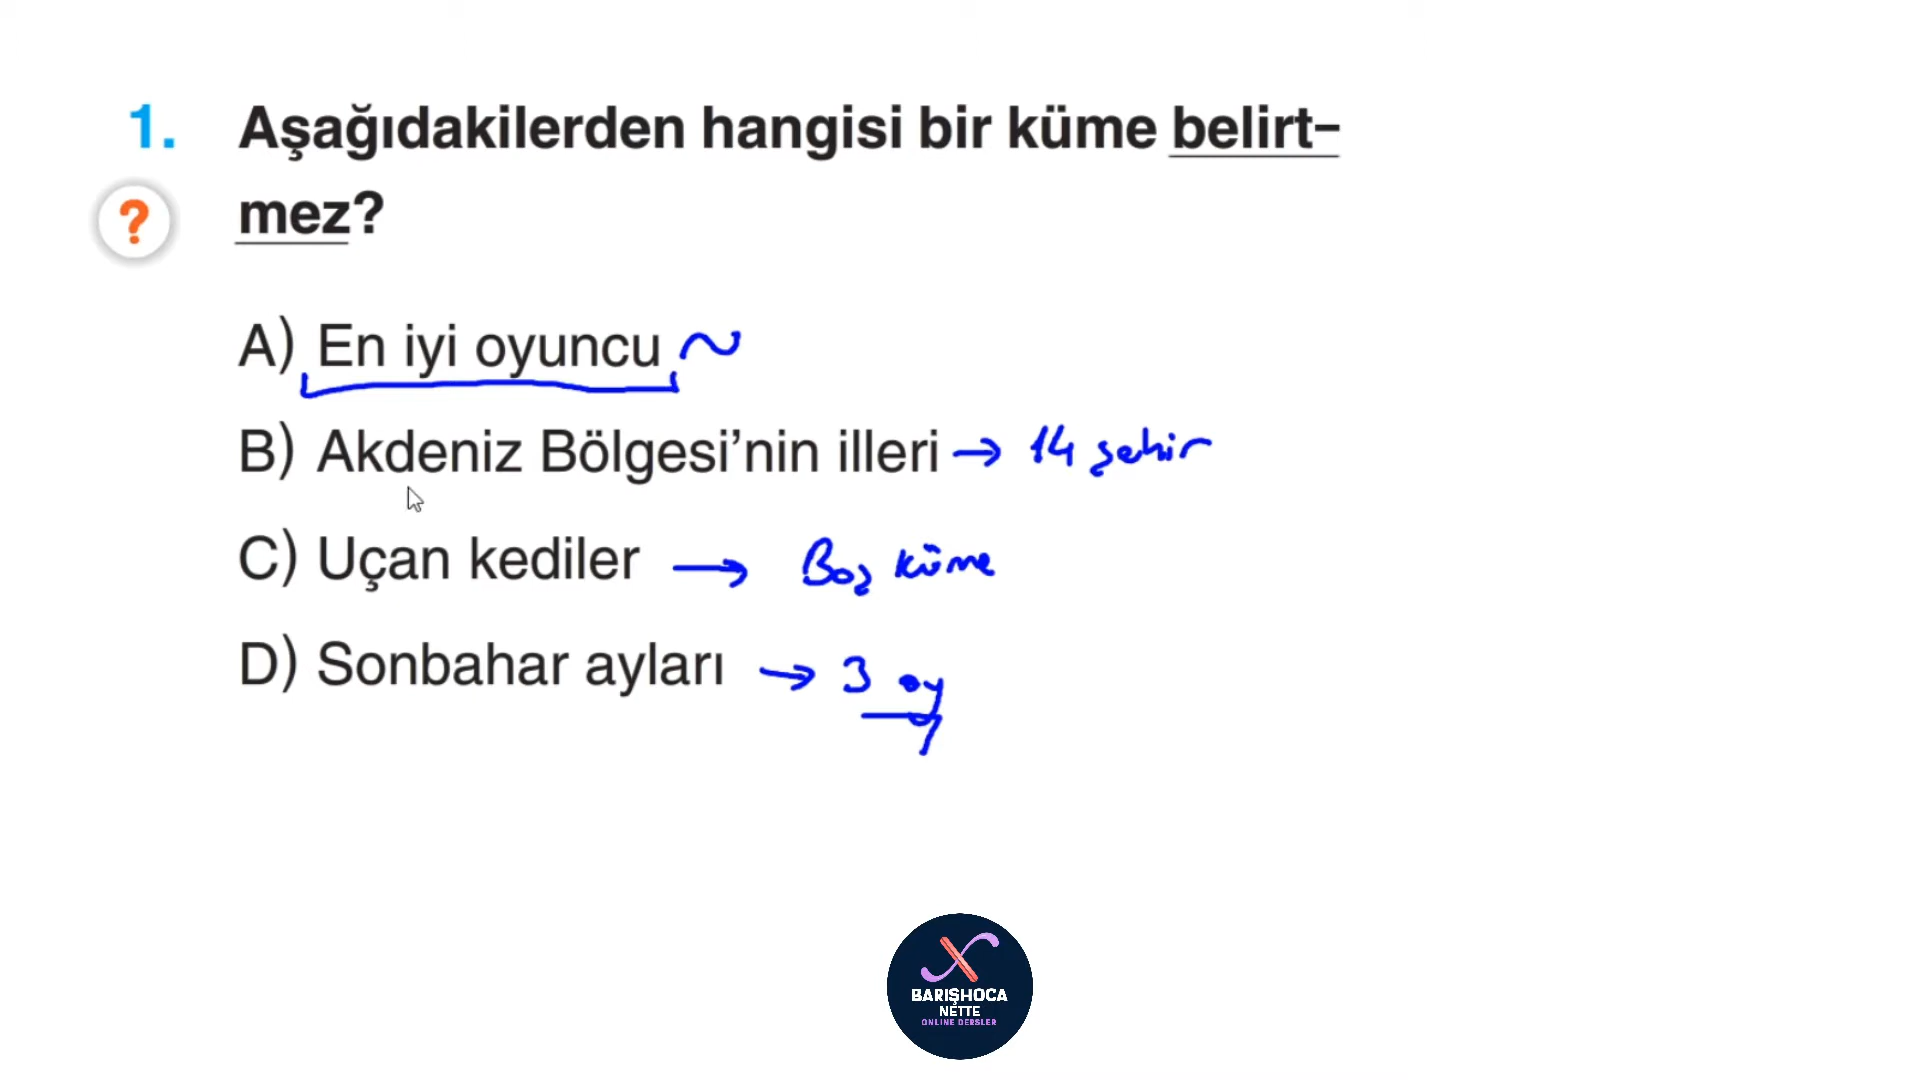 1. Aşağıdakilerden hangisi bir küme belirt-
? mez?
A) En iyi oyuncu
B) Akdeniz Bölgesi'nin illeri → 14 şehir
C) Uçan kediler → Boş küme
D) Sonbahar ayları → 3 ay
BARIŞHOCA
NETTE
ONLINE DERSLER